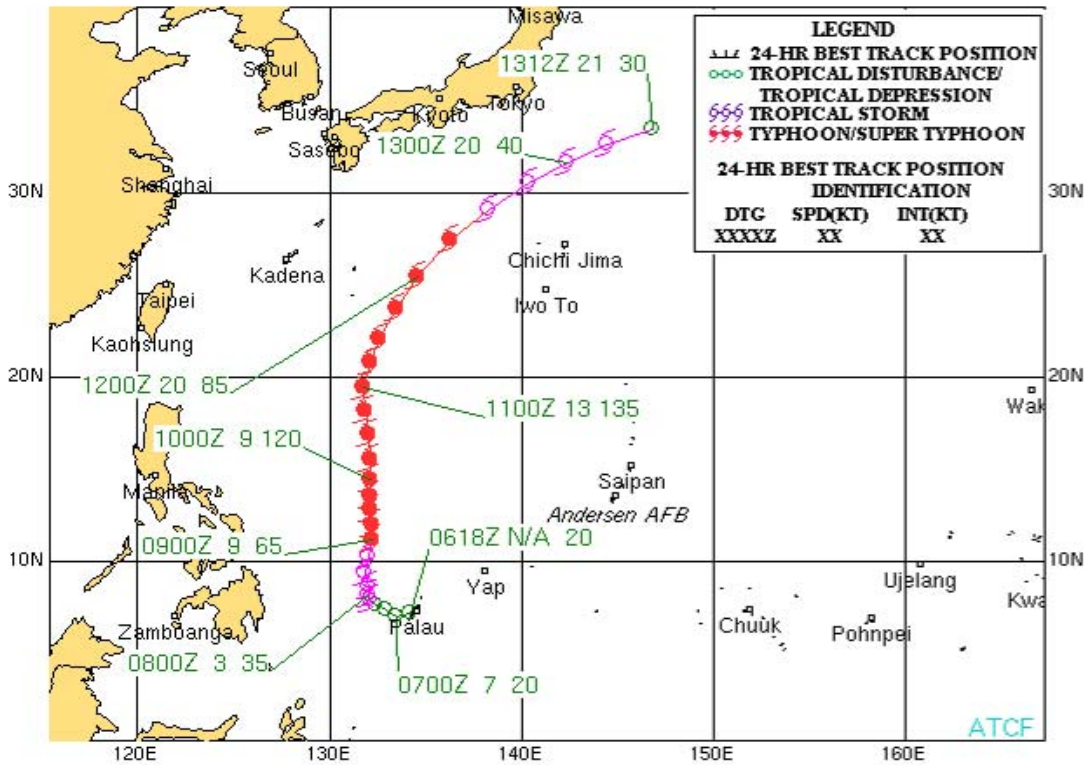 Misawa
LEGEND
24-HR BEST TRACK POSITION
TROPICAL DISTURBANCE/
TROPICAL DEPRESSION
TROPICAL STORM
TYPHOON/SUPER TYPHOON
24-HR BEST TRACK POSITION
IDENTIFICATION
DTG SPD(KT) INT(KT)
XXXXZ XX XX
Seoul
1312Z 21 30
Busan
Kyoto
Tokyo
Sasebo
1300Z 20 40
Shanghai
30N
30N
Kadena
Chichi Jima
Taipei
Iwo To
Kaohsiung
1200Z 20 85
20N
20N
1100Z 13 135
Wak
1000Z 9 120
Manila
Saipan
Andersen AFB
0900Z 9 65
0618Z N/A 20
10N
10N
Yap
Ujelang
Kwa
Zamboanga
Palau
Chuuk
Pohnpei
0800Z 3 35
0700Z 7 20
ATCF
120E
130E
140E
150E
160E